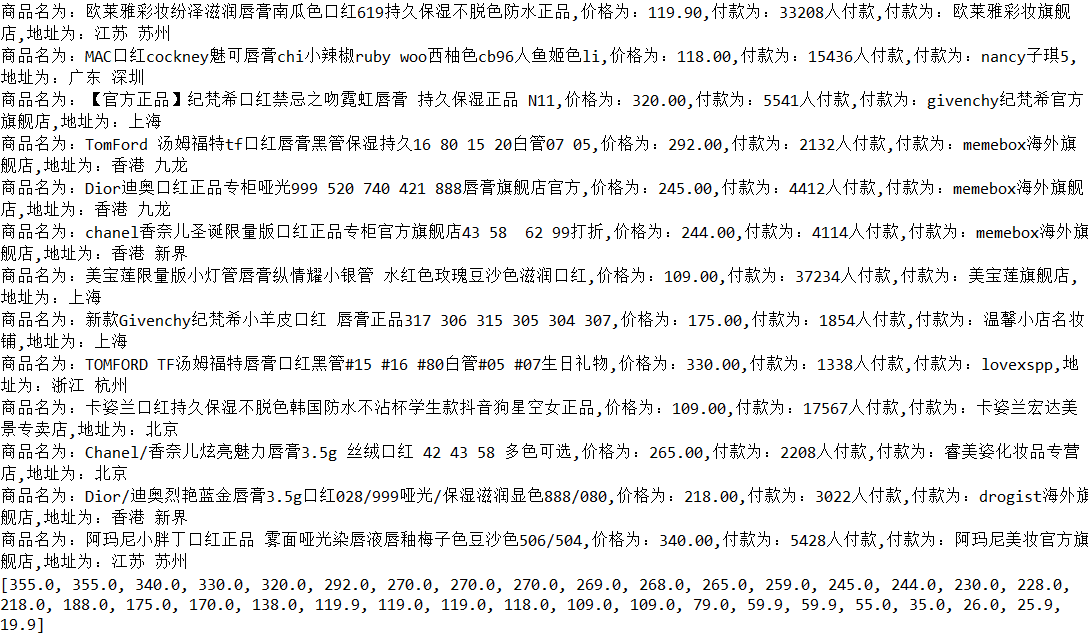 商品名为：欧莱雅彩妆纷泽滋润唇膏南瓜色口红619持久保湿不脱色防水正品,价格为：119.90,付款为：33208人付款,付款为：欧莱雅彩妆旗舰
店,地址为：江苏 苏州
商品名为：MAC口红cockney魅可唇膏chi小辣椒ruby woo西柚色cb96人鱼姬色li,价格为：118.00,付款为：15436人付款,付款为：nancy子琪5,
地址为：广东 深圳
商品名为：【官方正品】纪梵希口红禁忌之吻霓虹唇膏 持久保湿正品 N11,价格为：320.00,付款为：5541人付款,付款为：givenchy纪梵希官方
旗舰店,地址为：上海
商品名为：TomFord 汤姆福特tf口红唇膏黑管保湿持久16 80 15 20白管07 05,价格为：292.00,付款为：2132人付款,付款为：memebox海外旗
舰店,地址为：香港 九龙
商品名为：Dior迪奥口红正品专柜哑光999 520 740 421 888唇膏旗舰店官方,价格为：245.00,付款为：4412人付款,付款为：memebox海外旗舰
店,地址为：香港 九龙
商品名为：chanel香奈儿圣诞限量版口红正品专柜官方旗舰店43 58  62 99打折,价格为：244.00,付款为：4114人付款,付款为：memebox海外旗
舰店,地址为：香港 新界
商品名为：美宝莲限量版小灯管唇膏纵情耀小银管 水红色玫瑰豆沙色滋润口红,价格为：109.00,付款为：37234人付款,付款为：美宝莲旗舰店,
地址为：上海
商品名为：新款Givenchy纪梵希小羊皮口红 唇膏正品317 306 315 305 304 307,价格为：175.00,付款为：1854人付款,付款为：温馨小店名妆
铺,地址为：上海
商品名为：TOMFORD TF汤姆福特唇膏口红黑管#15 #16 #80白管#05 #07生日礼物,价格为：330.00,付款为：1338人付款,付款为：lovexspp,地
址为：浙江 杭州
商品名为：卡姿兰口红持久保湿不脱色韩国防水不沾杯学生款抖音狗星空女正品,价格为：109.00,付款为：17567人付款,付款为：卡姿兰宏达美
景专卖店,地址为：北京
商品名为：Chanel/香奈儿炫亮魅力唇膏3.5g 丝绒口红 42 43 58 多色可选,价格为：265.00,付款为：2208人付款,付款为：睿美姿化妆品专营
店,地址为：北京
商品名为：Dior/迪奥烈艳蓝金唇膏3.5g口红028/999哑光/保湿滋润显色888/080,价格为：218.00,付款为：3022人付款,付款为：drogist海外旗
舰店,地址为：香港 新界
商品名为：阿玛尼小胖丁口红正品 雾面哑光染唇液唇釉梅子色豆沙色506/504,价格为：340.00,付款为：5428人付款,付款为：阿玛尼美妆官方旗
舰店,地址为：江苏 苏州
[355.0, 355.0, 340.0, 330.0, 320.0, 292.0, 270.0, 270.0, 270.0, 269.0, 268.0, 265.0, 259.0, 245.0, 244.0, 230.0, 228.0,
218.0, 188.0, 175.0, 170.0, 138.0, 119.9, 119.0, 119.0, 118.0, 109.0, 109.0, 79.0, 59.9, 59.9, 55.0, 35.0, 26.0, 25.9,
19.9]